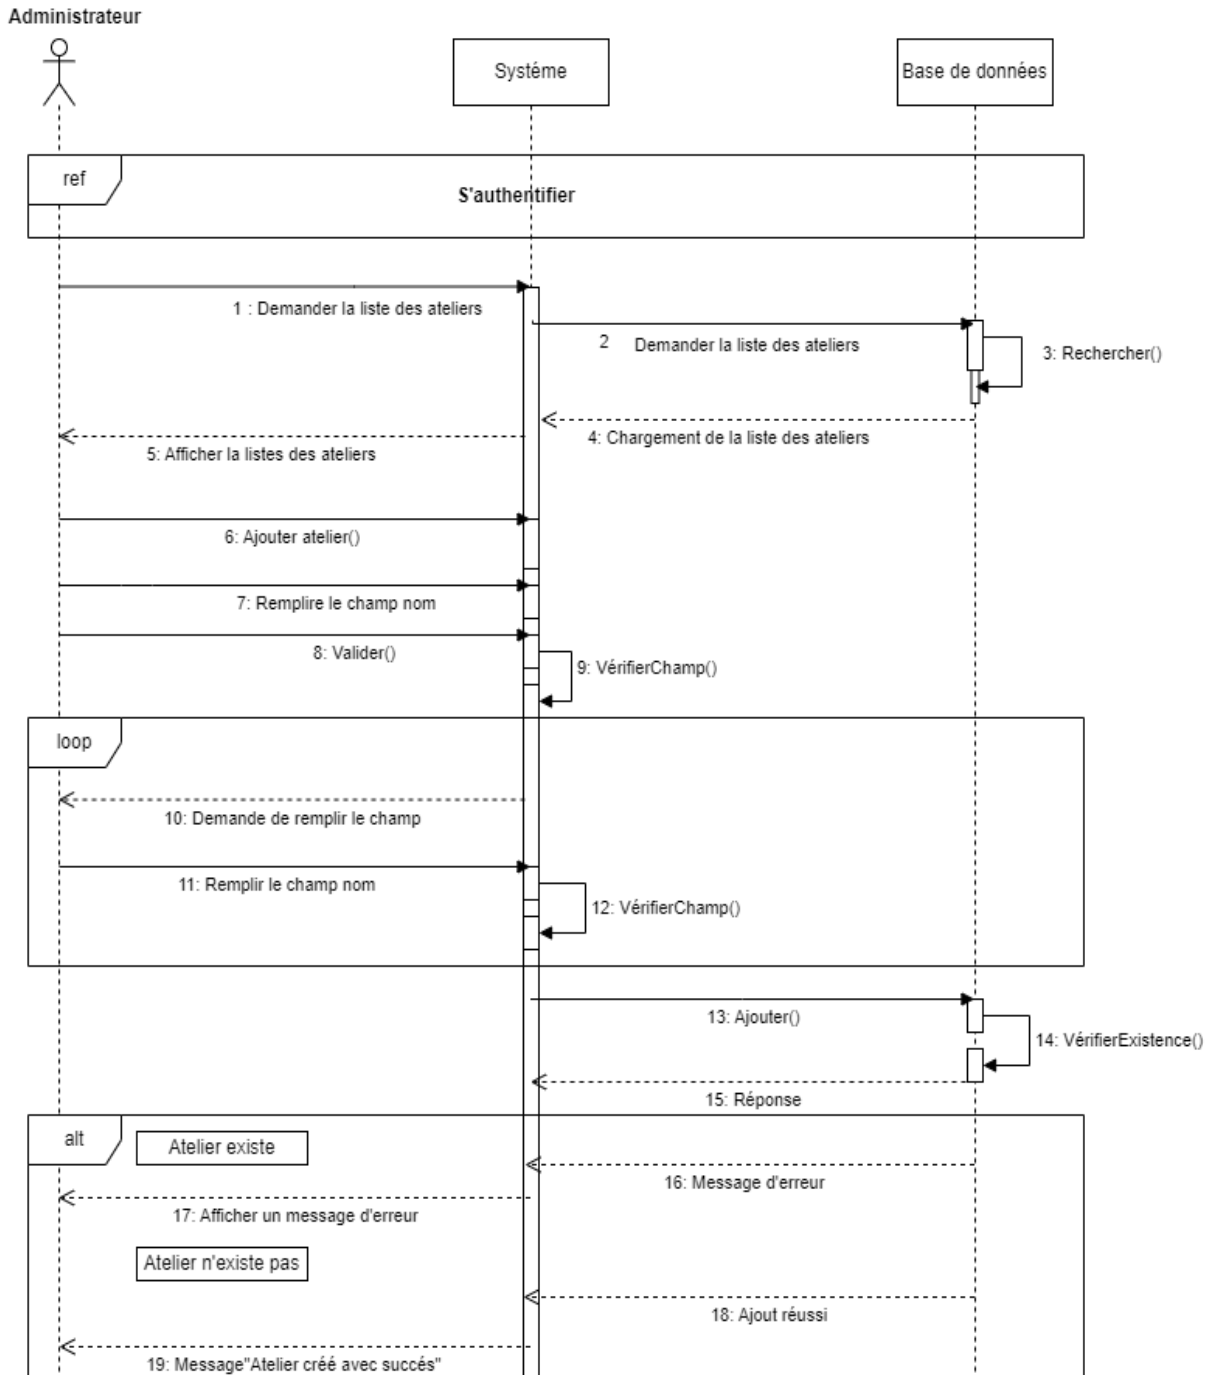 Administrateur
Systéme
Base de données
ref
S'authentifier
1 : Demander la liste des ateliers
2 Demander la liste des ateliers
3: Rechercher()
4: Chargement de la liste des ateliers
5: Afficher la listes des ateliers
6: Ajouter atelier()
7: Remplire le champ nom
8: Valider()
9: VérifierChamp()
loop
10: Demande de remplir le champ
11: Remplir le champ nom
12: VérifierChamp()
13: Ajouter()
14: VérifierExistence()
15: Réponse
alt
Atelier existe
16: Message d'erreur
17: Afficher un message d'erreur
Atelier n'existe pas
18: Ajout réussi
19: Message"Atelier créé avec succés"